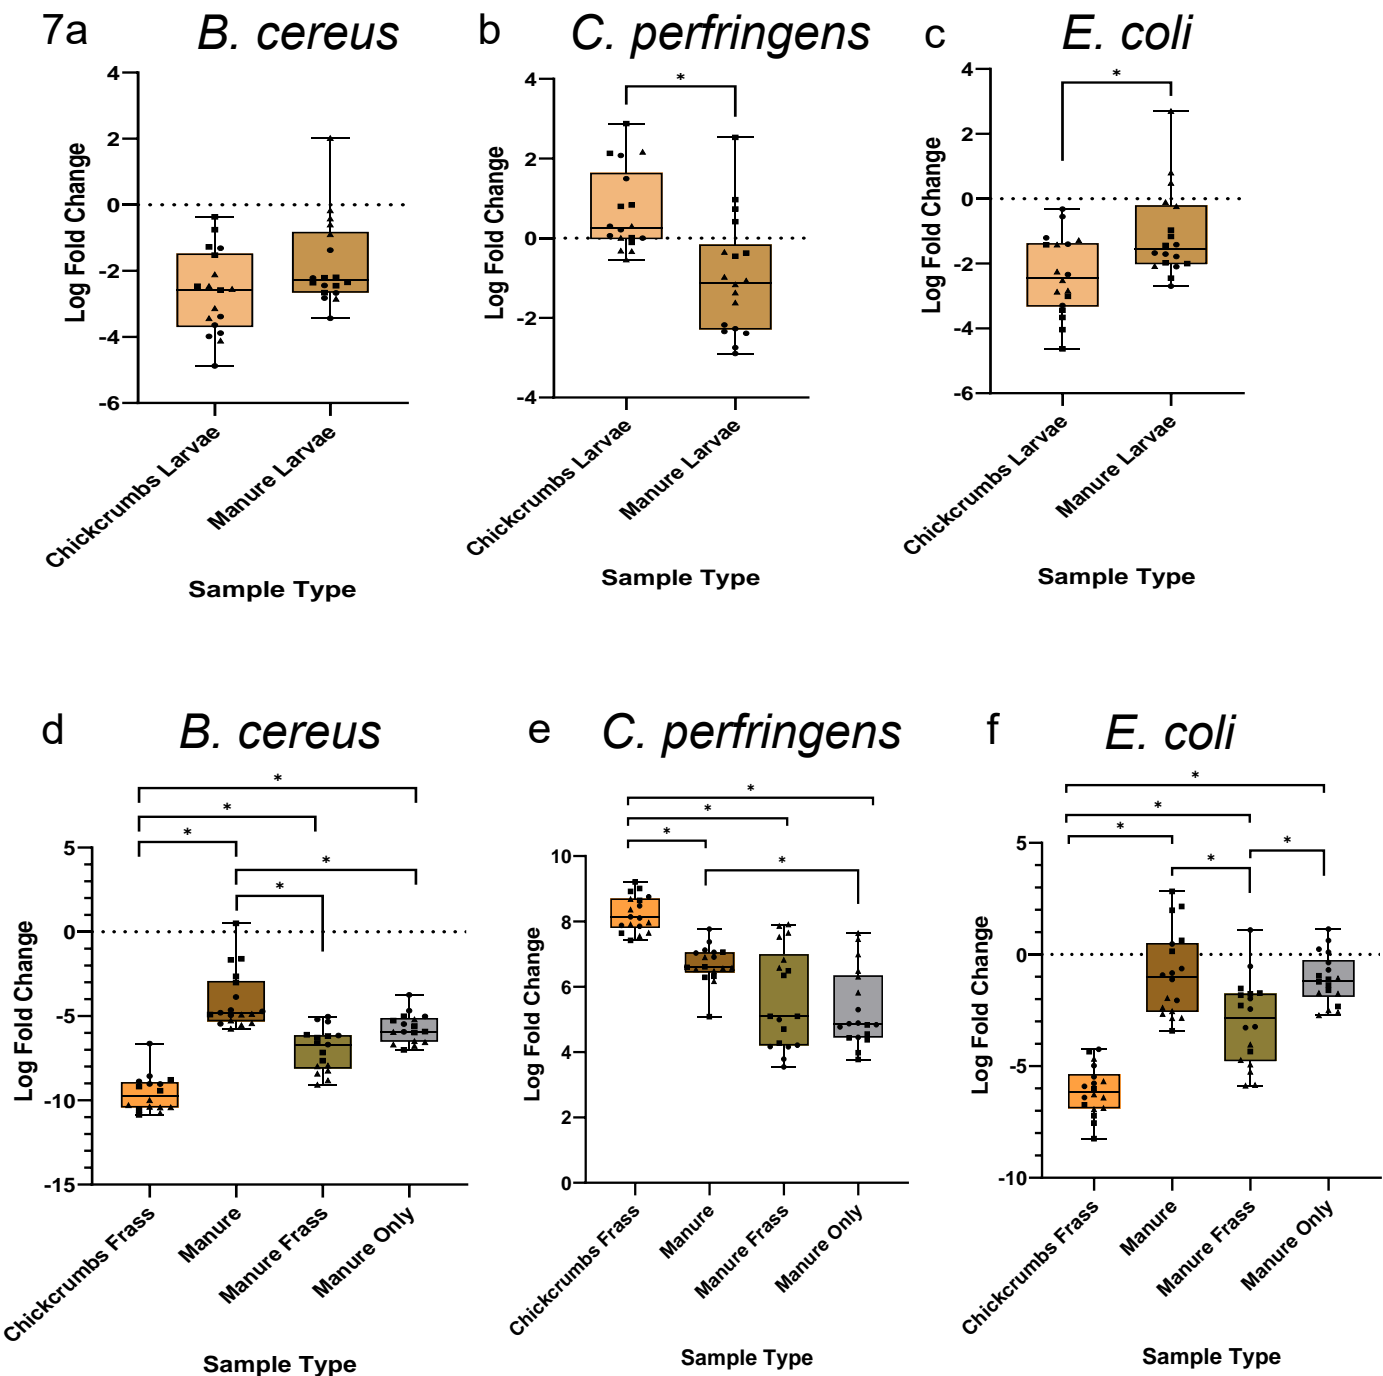 7a B. cereus
4
2
0
-2
-4
-6
Log Fold Change
Chickcrumbs Larvae
Manure Larvae
Sample Type
b C. perfringens
*
4
2
0
-2
-4
Log Fold Change
Chickcrumbs Larvae
Manure Larvae
Sample Type
c E. coli
*
4
2
0
-2
-4
-6
Log Fold Change
Chickcrumbs Larvae
Manure Larvae
Sample Type
d B. cereus
*
*
*
*
*
5
0
-5
-10
-15
Log Fold Change
Chickcrumbs Frass
Manure
Manure Frass
Manure Only
Sample Type
e C. perfringens
*
*
*
*
10
8
6
4
2
0
Log Fold Change
Chickcrumbs Frass
Manure
Manure Frass
Manure Only
Sample Type
f E. coli
*
*
*
*
*
5
0
-5
-10
Log Fold Change
Chickcrumbs Frass
Manure
Manure Frass
Manure Only
Sample Type